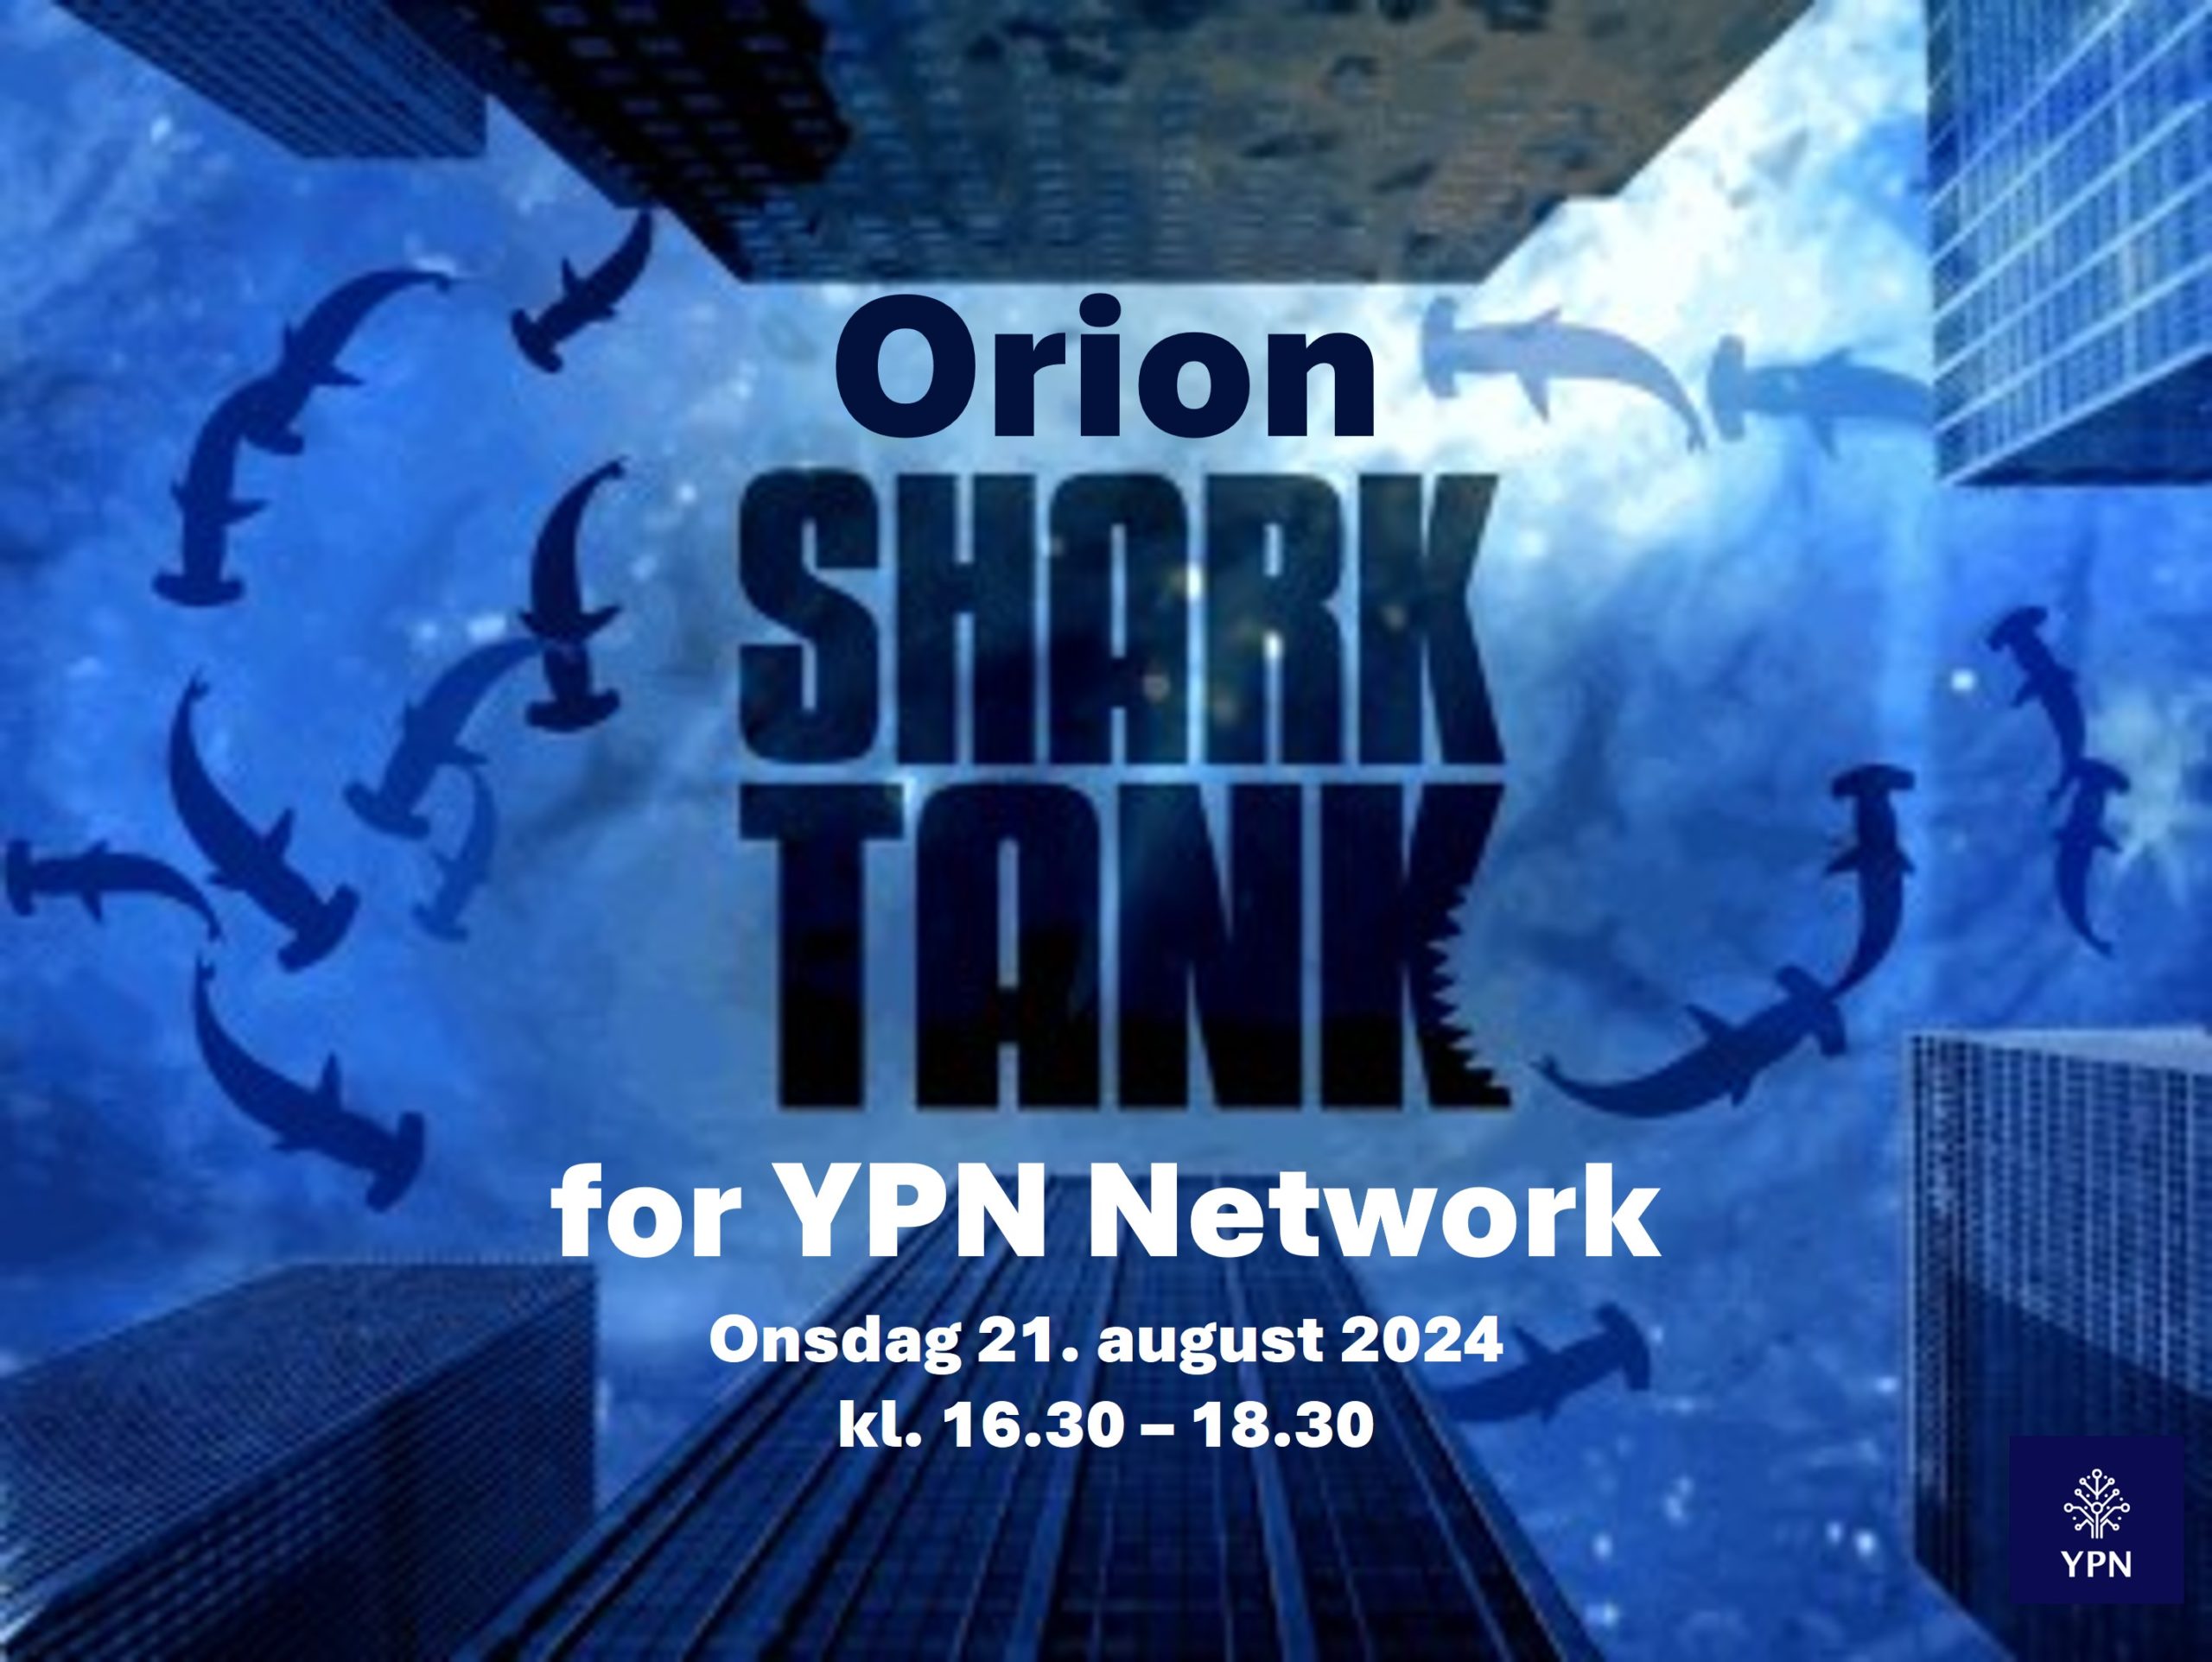 Orion
SHARK
TANK
for YPN Network
Onsdag 21. august 2024
kl. 16.30 – 18.30
YPN